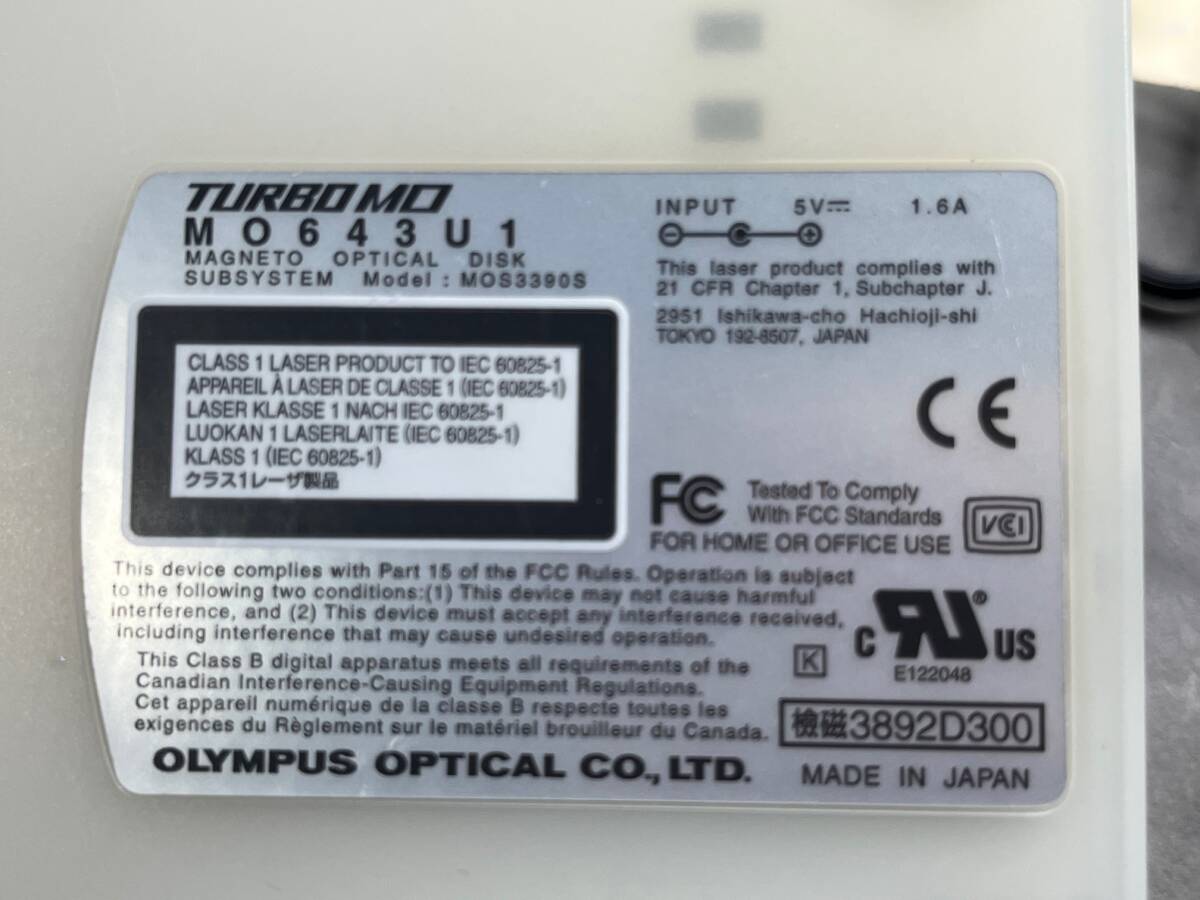 TURBO MO
MO643U1
MAGNETO OPTICAL DISK
SUBSYSTEM Model : MOS3390S
INPUT 5V⎓ 1.6A
This laser product complies with
21 CFR Chapter 1, Subchapter J.
2951 Ishikawa-cho Hachioji-shi
TOKYO 192-8507, JAPAN
CLASS 1 LASER PRODUCT TO IEC 60825-1
APPAREIL À LASER DE CLASSE 1 (IEC 60825-1)
LASER KLASSE 1 NACH IEC 60825-1
LUOKAN 1 LASERLAITE (IEC 60825-1)
KLASS 1 (IEC 60825-1)
クラス1レーザ製品
CE
FC Tested To Comply
With FCC Standards
FOR HOME OR OFFICE USE
VCI
This device complies with Part 15 of the FCC Rules. Operation is subject
to the following two conditions:(1) This device may not cause harmful
interference, and (2) This device must accept any interference received,
including interference that may cause undesired operation.
This Class B digital apparatus meets all requirements of the
Canadian Interference-Causing Equipment Regulations.
Cet appareil numérique de la classe B respecte toutes les
exigences du Règlement sur le matériel brouilleur du Canada.
K
C RU® US
E122048
檢磁3892D300
OLYMPUS OPTICAL CO., LTD.
MADE IN JAPAN